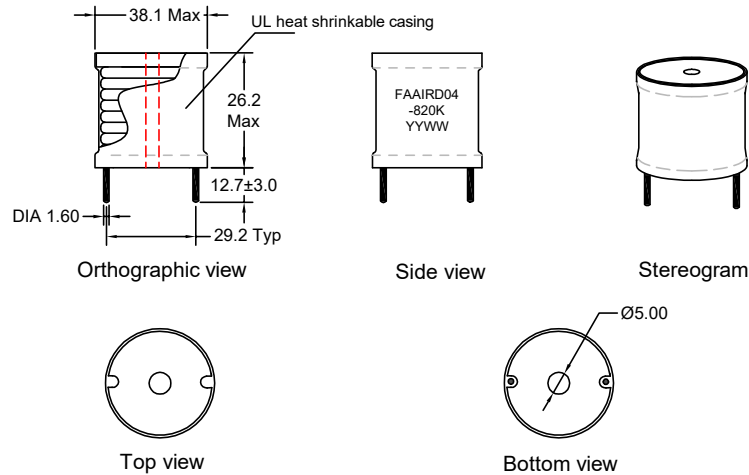 38.1 Max
UL heat shrinkable casing
26.2
Max
12.7±3.0
DIA 1.60
29.2 Typ
Orthographic view
FAAIRD04
-820K
YYWW
Side view
Stereogram
Top view
Ø5.00
Bottom view